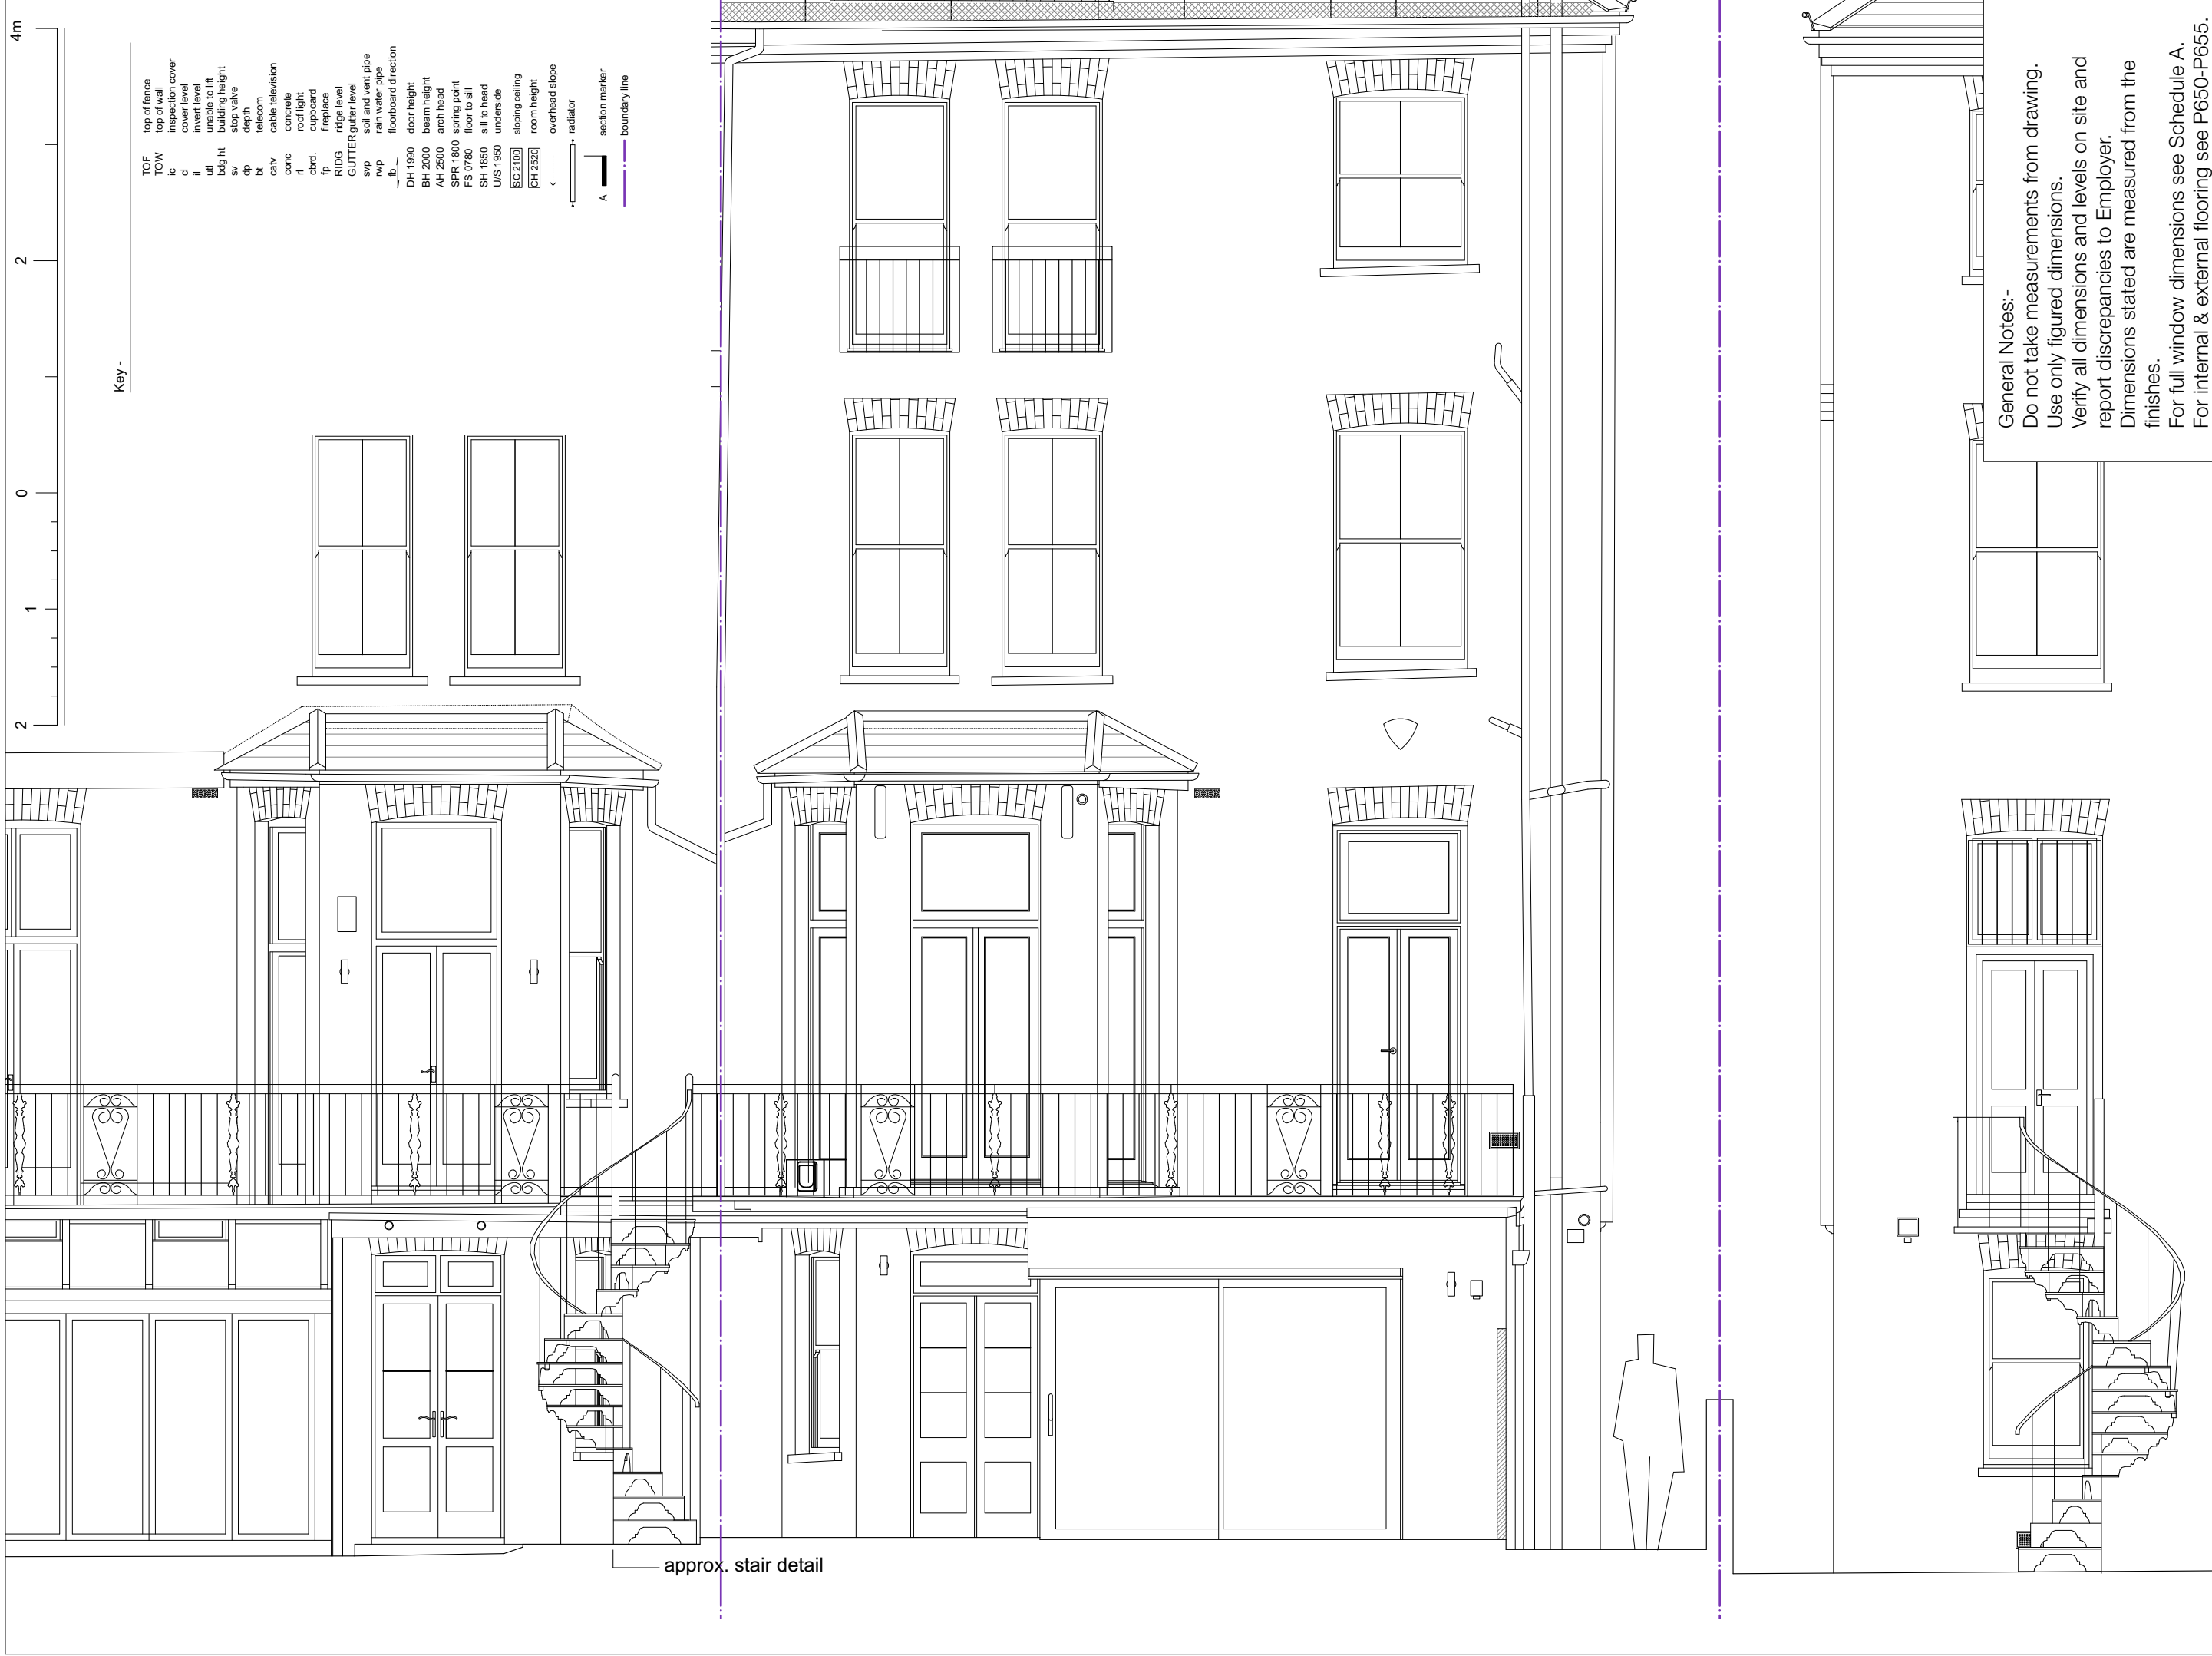 4m
2
0
1
2
Key -
TOF top of fence
TOW top of wall
ic inspection cover
cl cover level
il invert level
utl unable to lift
bdg ht building height
sv stop valve
dp depth
bt telecom
catv cable television
conc concrete
rl roof light
cbrd. cupboard
fp fireplace
RIDG ridge level
GUTTER gutter level
svp soil and vent pipe
rwp rain water pipe
fb floorboard direction
DH 1990 door height
BH 2000 beam height
AH 2500 arch head
SPR 1800 spring point
FS 0780 floor to sill
SH 1850 sill to head
U/S 1950 underside
SC 2100 sloping ceiling
CH 2520 room height
overhead slope
radiator
A section marker
boundary line
approx. stair detail
General Notes:-
Do not take measurements from drawing.
Use only figured dimensions.
Verify all dimensions and levels on site and
report discrepancies to Employer.
Dimensions stated are measured from the
finishes.
For full window dimensions see Schedule A.
For internal & external flooring see P650-P655.